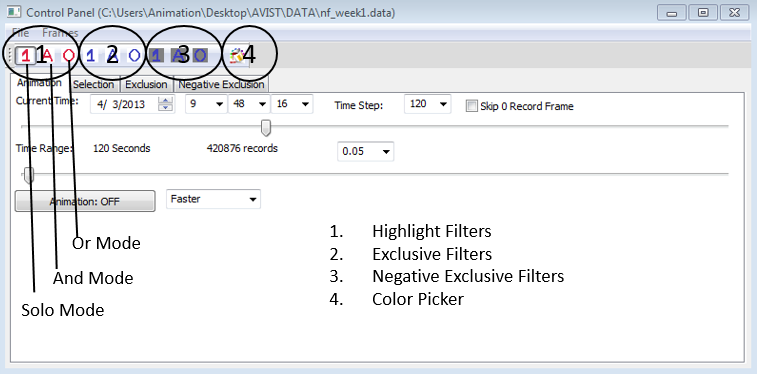 Control Panel (C:\Users\Animation\Desktop\AVIST\DATA\nf_week1.data)
File Frames
1 A O 1 O 1 A O
1 2 3 4
Animation Selection Exclusion Negative Exclusion
Current Time: 4/ 3/2013 9 48 16 Time Step: 120 Skip 0 Record Frame
Time Range: 120 Seconds 420876 records 0.05
Animation: OFF Faster
Or Mode
And Mode
Solo Mode
1. Highlight Filters
2. Exclusive Filters
3. Negative Exclusive Filters
4. Color Picker